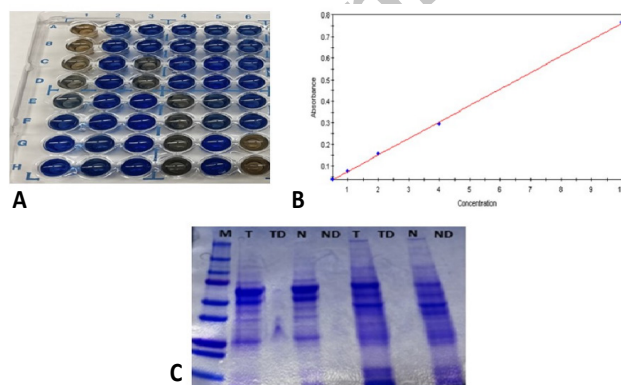 1 2 3 4 5 6
A
B
C
D
E
F
G
H
A
0.8
0.7
0.6
0.5
0.4
0.3
0.2
0.1
Absorbance
1 2 3 4 5 6 7 8 9
Concentration
B
M T TD N ND T TD N ND
C